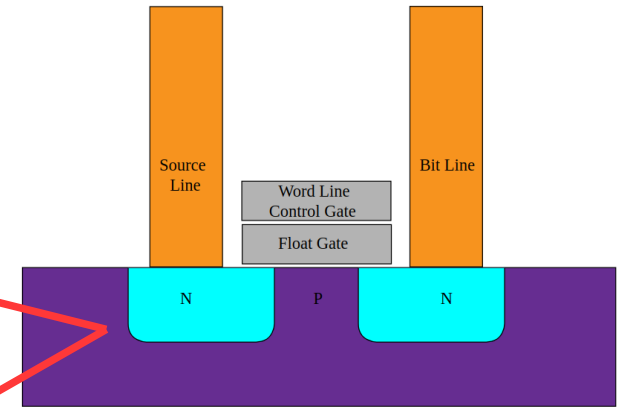 Source
Line
Word Line
Control Gate
Float Gate
Bit Line
N
P
N